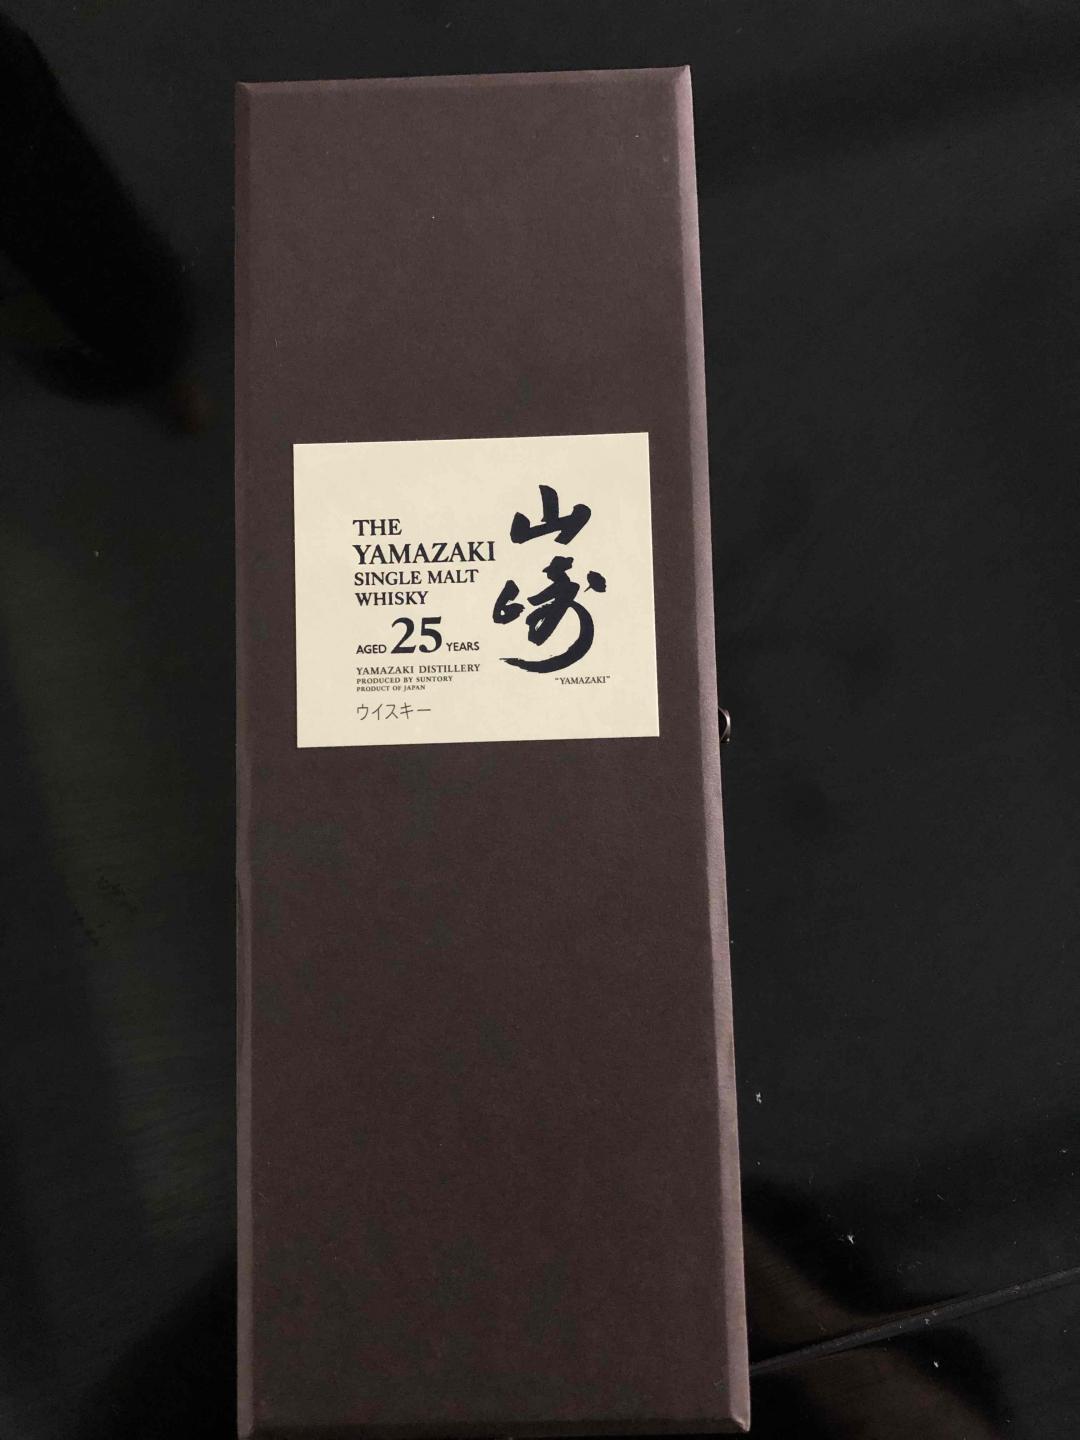 THE
YAMAZAKI
SINGLE MALT
WHISKY
AGED 25 YEARS
YAMAZAKI DISTILLERY
PRODUCED BY SUNTORY
PRODUCT OF JAPAN
ウイスキー
山崎
"YAMAZAKI"